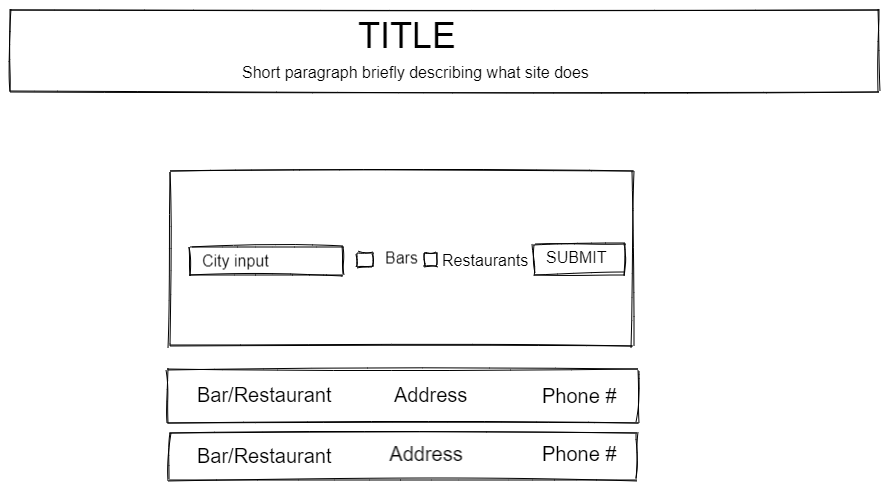 TITLE
Short paragraph briefly describing what site does
City input Bars Restaurants SUBMIT
Bar/Restaurant Address Phone #
Bar/Restaurant Address Phone #